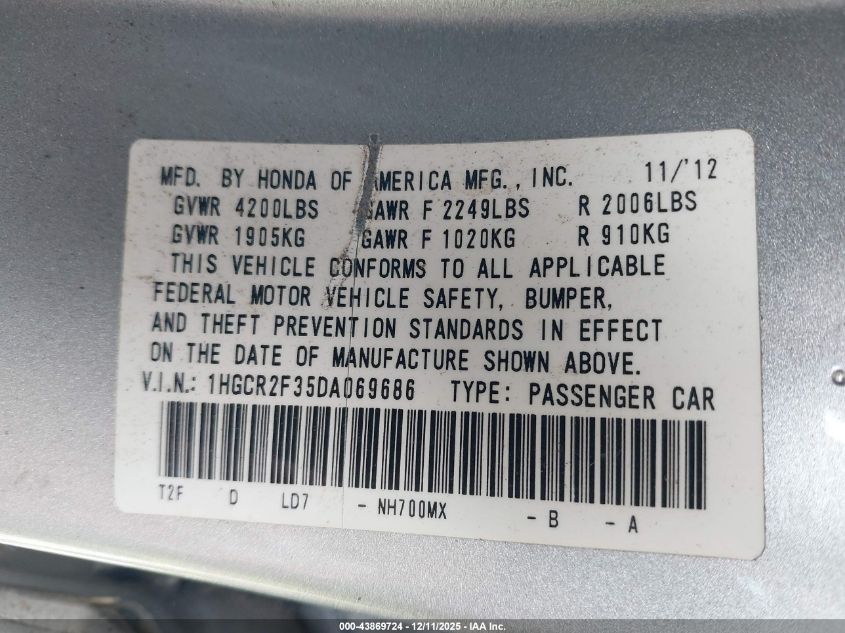 MFD. BY HONDA OF AMERICA MFG., INC. 11/'12
GVWR 4200LBS GAWR F 2249LBS R 2006LBS
GVWR 1905KG GAWR F 1020KG R 910KG
THIS VEHICLE CONFORMS TO ALL APPLICABLE
FEDERAL MOTOR VEHICLE SAFETY, BUMPER,
AND THEFT PREVENTION STANDARDS IN EFFECT
ON THE DATE OF MANUFACTURE SHOWN ABOVE.
V.I.N.: 1HGCR2F35DA069686 TYPE: PASSENGER CAR
T2F D LD7 - NH700MX - B - A
000-43869724 - 12/11/2025 - IAA Inc.